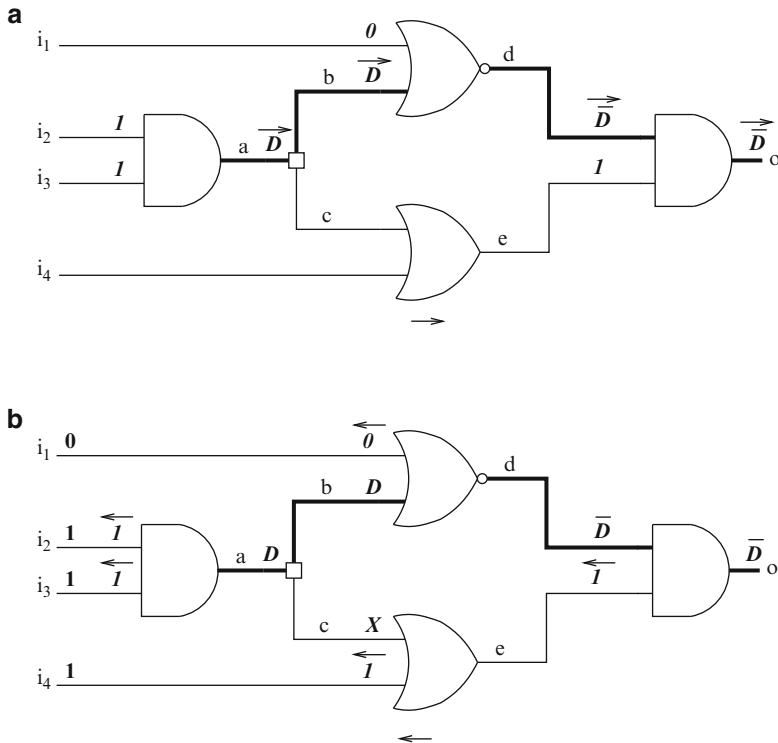 a
i1 0 d
b D
i2 1 D̅ D̅
a D o
i3 1 1
c
e
i4
b
i1 0 0 d
b D
i2 1 1 D̅ D̅
a D o
i3 1 1 1
c X
e
i4 1 1